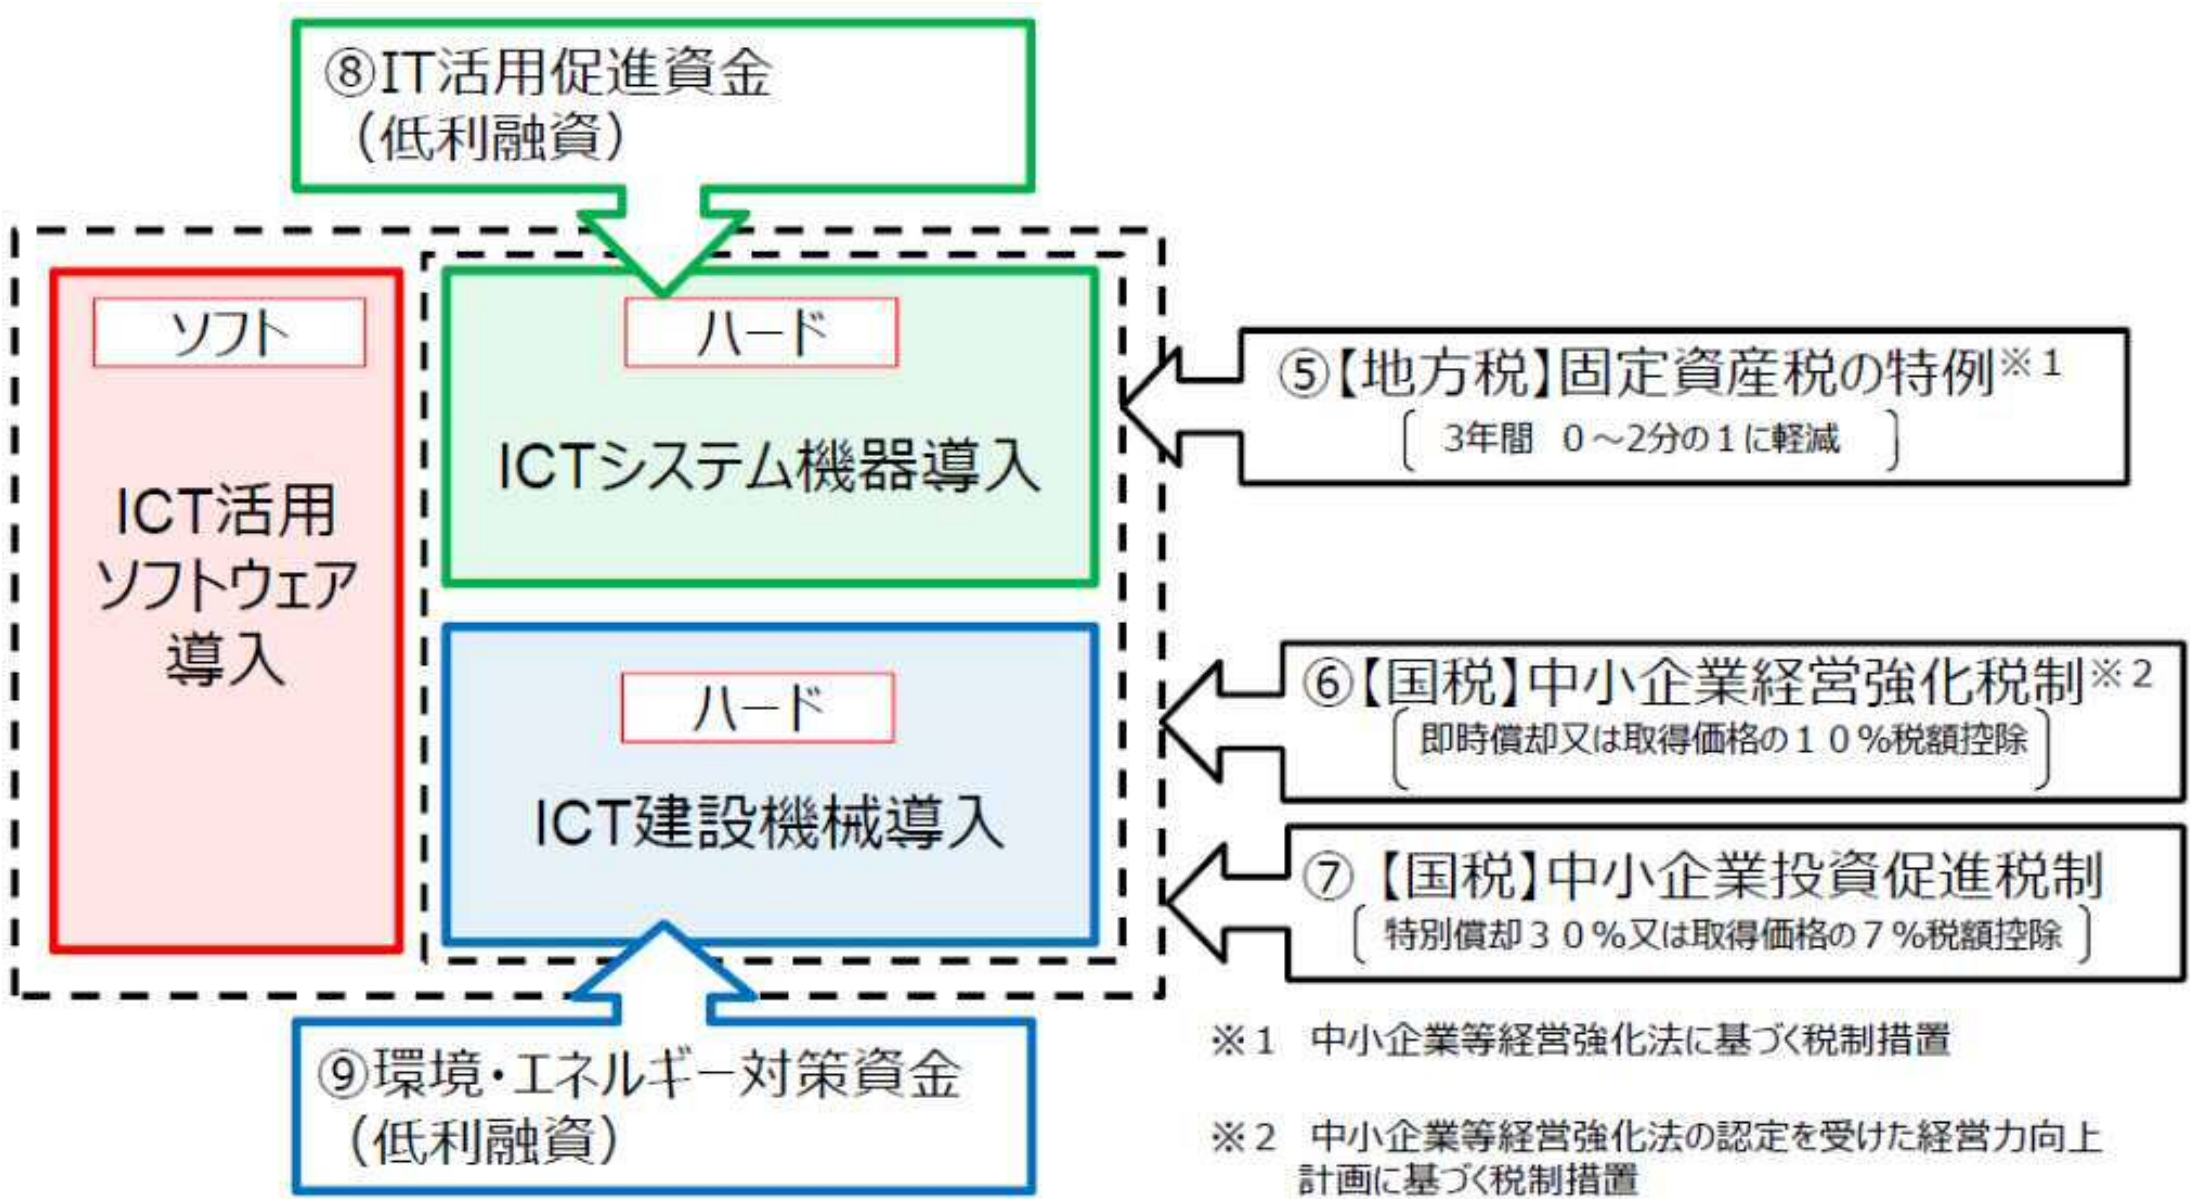 ⑧IT活用促進資金
（低利融資）
ソフト
ICT活用
ソフトウェア
導入
ハード
ICTシステム機器導入
ハード
ICT建設機械導入
⑤【地方税】固定資産税の特例※１
3年間　０～2分の１に軽減
⑥【国税】中小企業経営強化税制※２
即時償却又は取得価格の１０％税額控除
⑦【国税】中小企業投資促進税制
特別償却３０％又は取得価格の７％税額控除
⑨環境・エネルギー対策資金
（低利融資）
※１　中小企業等経営強化法に基づく税制措置
※２　中小企業等経営強化法の認定を受けた経営力向上
計画に基づく税制措置